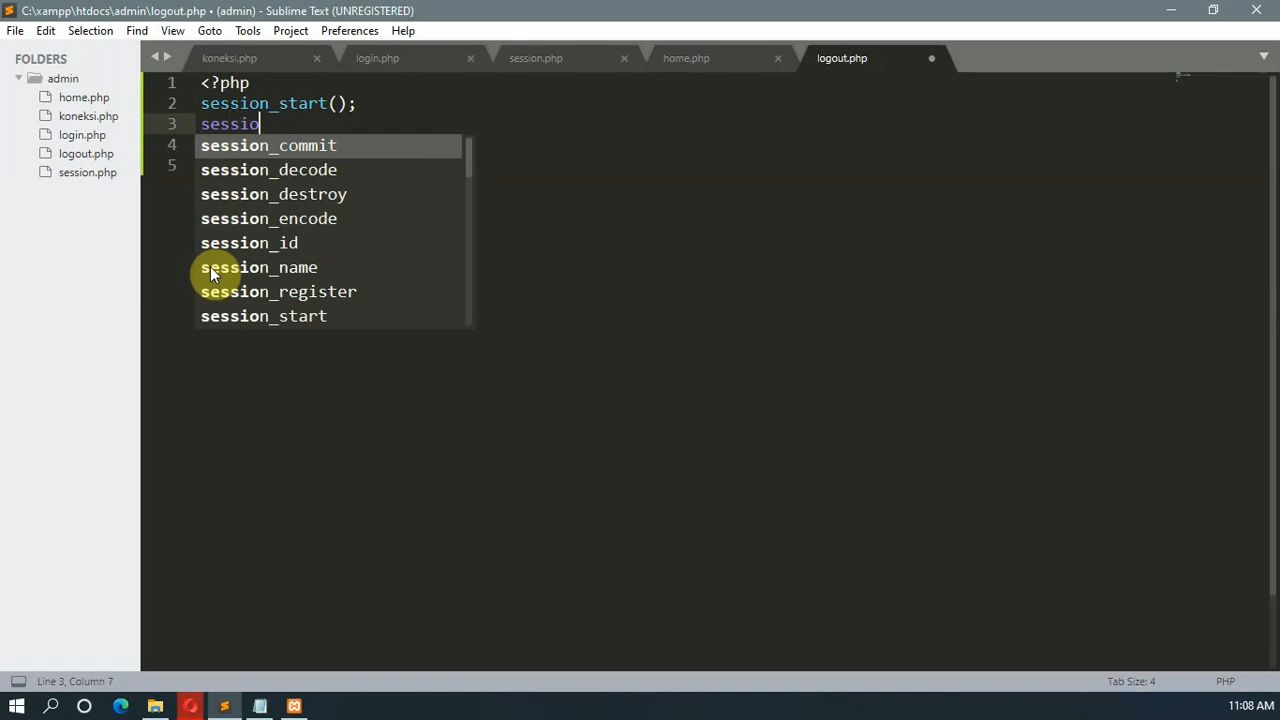 C:\xampp\htdocs\admin\logout.php • (admin) - Sublime Text (UNREGISTERED)
File Edit Selection Find View Goto Tools Project Preferences Help
FOLDERS
admin
home.php
koneksi.php
login.php
logout.php
session.php
koneksi.php
login.php
session.php
home.php
logout.php
1 <?php
2 session_start();
3 sessio
4
5
session_commit
session_decode
session_destroy
session_encode
session_id
session_name
session_register
session_start
Line 3, Column 7
Tab Size: 4
PHP
11:08 AM